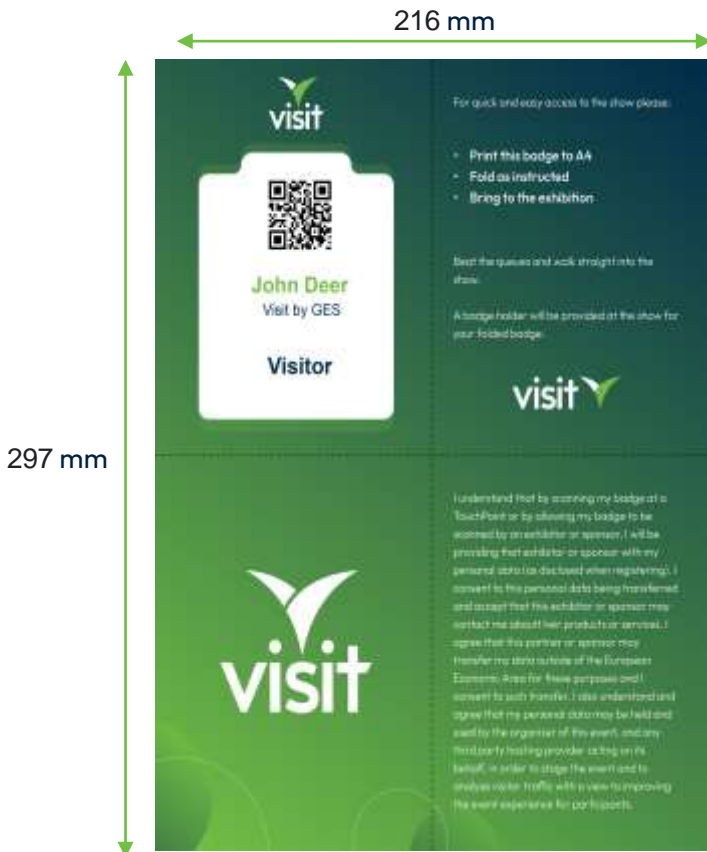 216 mm
297 mm
visit
John Deer
Visit by GES
Visitor
For quick and easy access to the show please:
• Print this badge to A4
• Fold as instructed
• Bring to the exhibition
Beat the queues and walk straight into the
show.
A badge holder will be provided at the show for
your folded badge.
visit
visit
I understand that by scanning my badge at a
TouchPoint or by allowing my badge to be
scanned by an exhibitor or sponsor, I will be
providing that exhibitor or sponsor with my
personal data (as disclosed when registering). I
consent to this personal data being transferred
and accept that this exhibitor or sponsor may
contact me about their products or services. I
agree that this partner or sponsor may
transfer my data outside of the European
Economic Area for these purposes and I
consent to such transfer. I also understand and
agree that my personal data may be held and
used by the organiser of this event, and any
third party hosting provider acting on its
behalf, in order to stage the event and to
analyse visitor traffic with a view to improving
the event experience for participants.